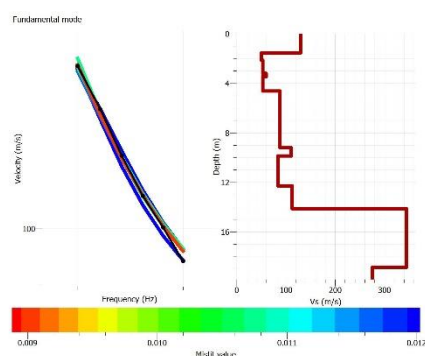 Fundamental mode
Velocity (m/s)
100
Frequency (Hz)
0
4
8
12
16
Depth (m)
0 100 200 300
Vs (m/s)
0.009 0.010 0.011 0.012
Misfit value